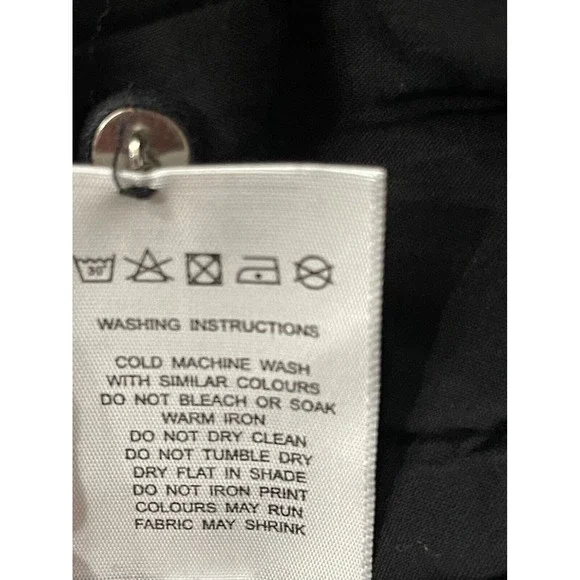 30°
WASHING INSTRUCTIONS
COLD MACHINE WASH
WITH SIMILAR COLOURS
DO NOT BLEACH OR SOAK
WARM IRON
DO NOT DRY CLEAN
DO NOT TUMBLE DRY
DRY FLAT IN SHADE
DO NOT IRON PRINT
COLOURS MAY RUN
FABRIC MAY SHRINK